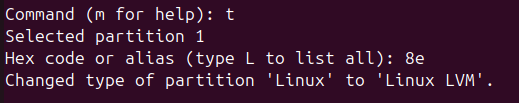 Command (m for help): t
Selected partition 1
Hex code or alias (type L to list all): 8e
Changed type of partition 'Linux' to 'Linux LVM'.